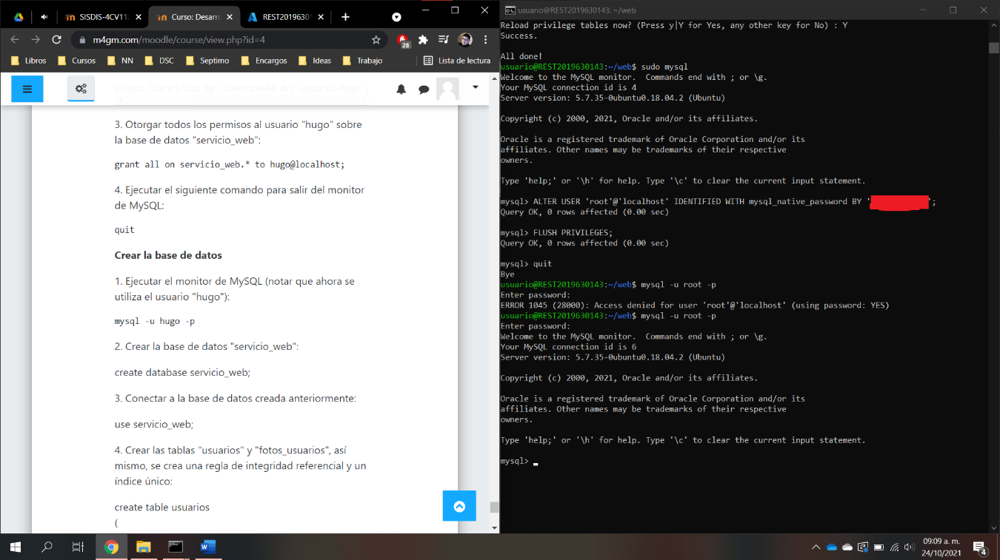 SISDIS-4CV11:
Curso: Desarro
REST20196301
m4gm.com/moodle/course/view.php?id=4
28
Libros
Cursos
NN
DSC
Septimo
Encargos
Ideas
Trabajo
Lista de lectura
alhost identified by 'contraseña-del-usuario-hugo';
3. Otorgar todos los permisos al usuario "hugo" sobre
la base de datos "servicio_web":
grant all on servicio_web.* to hugo@localhost;
4. Ejecutar el siguiente comando para salir del monitor
de MySQL:
quit
Crear la base de datos
1. Ejecutar el monitor de MySQL (notar que ahora se
utiliza el usuario "hugo"):
mysql -u hugo -p
2. Crear la base de datos "servicio_web":
create database servicio_web;
3. Conectar a la base de datos creada anteriormente:
use servicio_web;
4. Crear las tablas "usuarios" y "fotos_usuarios", así
mismo, se crea una regla de integridad referencial y un
índice único:
create table usuarios
(
usuario@REST2019630143: ~/web
Reload privilege tables now? (Press y|Y for Yes, any other key for No) : Y
Success.
All done!
usuario@REST2019630143:~/web$ sudo mysql
Welcome to the MySQL monitor.  Commands end with ; or \g.
Your MySQL connection id is 4
Server version: 5.7.35-0ubuntu0.18.04.2 (Ubuntu)
Copyright (c) 2000, 2021, Oracle and/or its affiliates.
Oracle is a registered trademark of Oracle Corporation and/or its
affiliates. Other names may be trademarks of their respective
owners.
Type 'help;' or '\h' for help. Type '\c' to clear the current input statement.
mysql> ALTER USER 'root'@'localhost' IDENTIFIED WITH mysql_native_password BY ' ';
Query OK, 0 rows affected (0.00 sec)
mysql> FLUSH PRIVILEGES;
Query OK, 0 rows affected (0.00 sec)
mysql> quit
Bye
usuario@REST2019630143:~/web$ mysql -u root -p
Enter password:
ERROR 1045 (28000): Access denied for user 'root'@'localhost' (using password: YES)
usuario@REST2019630143:~/web$ mysql -u root -p
Enter password:
Welcome to the MySQL monitor.  Commands end with ; or \g.
Your MySQL connection id is 6
Server version: 5.7.35-0ubuntu0.18.04.2 (Ubuntu)
Copyright (c) 2000, 2021, Oracle and/or its affiliates.
Oracle is a registered trademark of Oracle Corporation and/or its
affiliates. Other names may be trademarks of their respective
owners.
Type 'help;' or '\h' for help. Type '\c' to clear the current input statement.
mysql> _
09:09 a. m.
24/10/2021
4